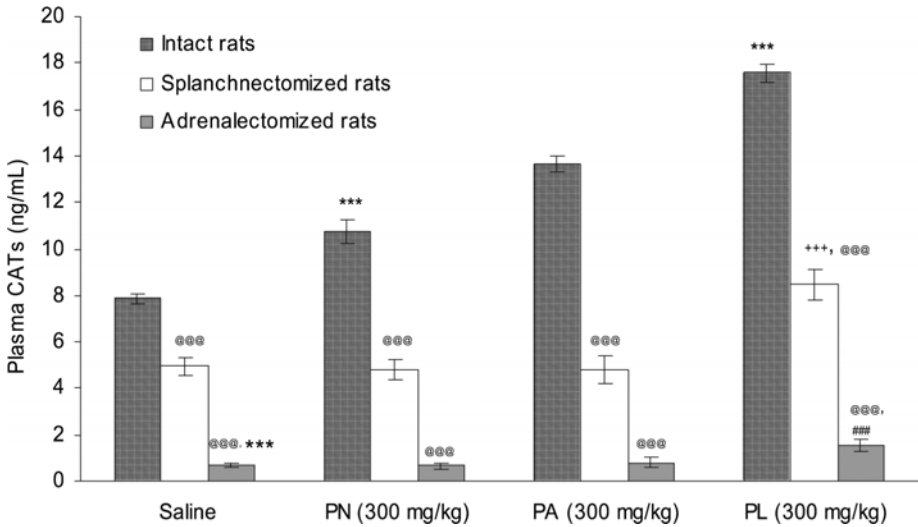 20
18
16
14
12
10
8
6
4
2
0
Plasma CATs (ng/mL)
Intact rats
Splanchnectomized rats
Adrenalectomized rats
@@@
@@@, ***
***
@@@
@@@
@@@
@@@
***
+++, @@@
@@@,
###
Saline
PN (300 mg/kg)
PA (300 mg/kg)
PL (300 mg/kg)